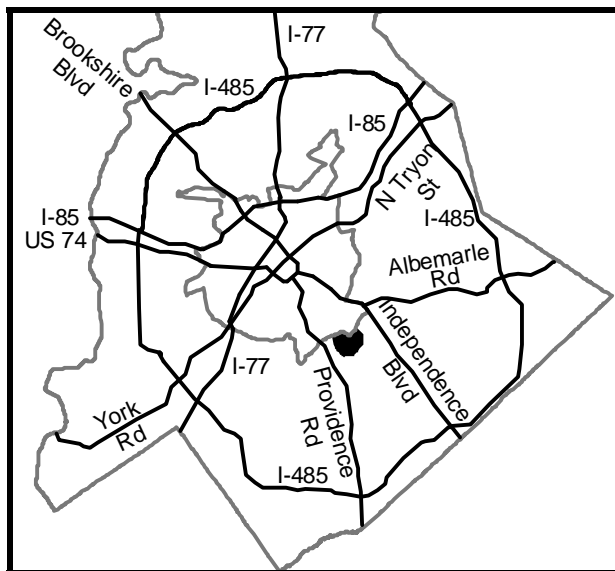 I-77
Brookshire
Blvd
I-485
I-85
N Tryon
St
I-85
US 74
I-485
Albemarle
Rd
Independence
Blvd
I-77
Providence
Rd
York
Rd
I-485